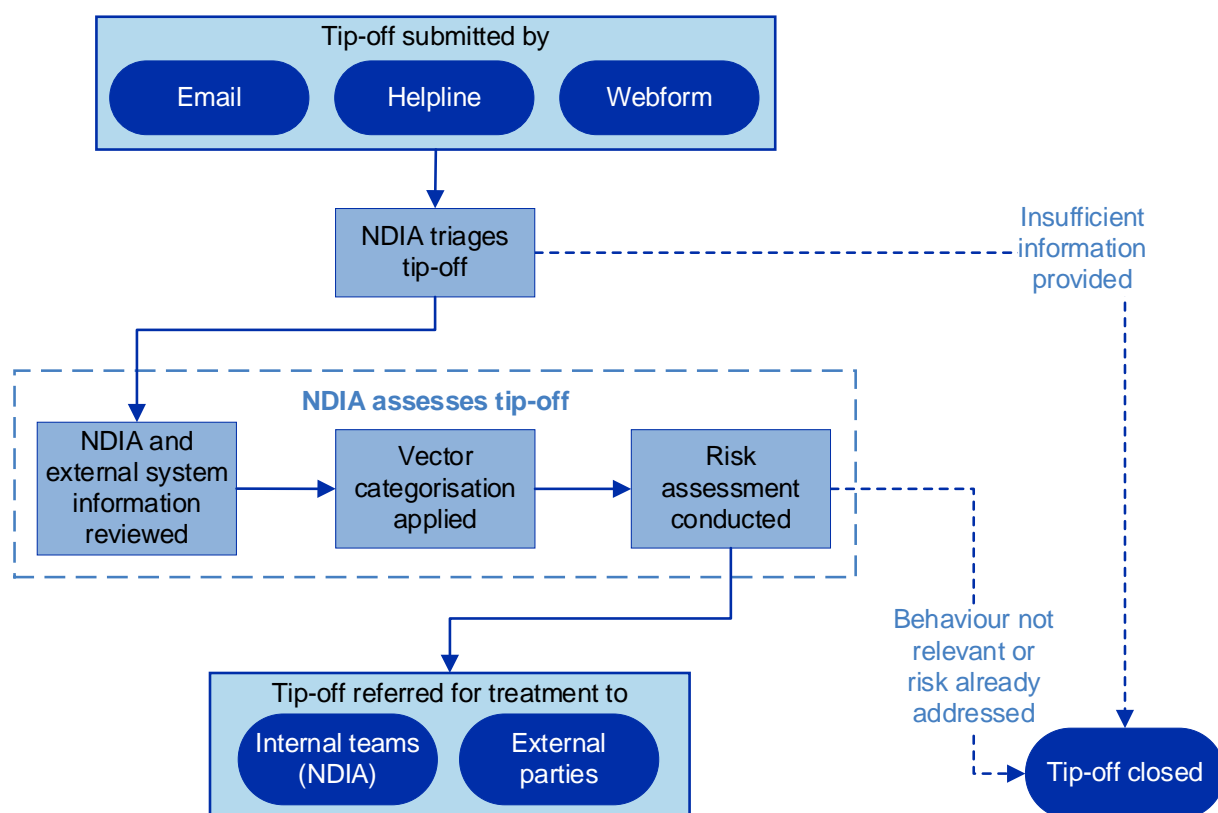 Tip-off submitted by
Email
Helpline
Webform
NDIA triages
tip-off
Insufficient
information
provided
NDIA assesses tip-off
NDIA and
external system
information
reviewed
Vector
categorisation
applied
Risk
assessment
conducted
Behaviour not
relevant or
risk already
addressed
Tip-off referred for treatment to
Internal teams
(NDIA)
External
parties
Tip-off closed